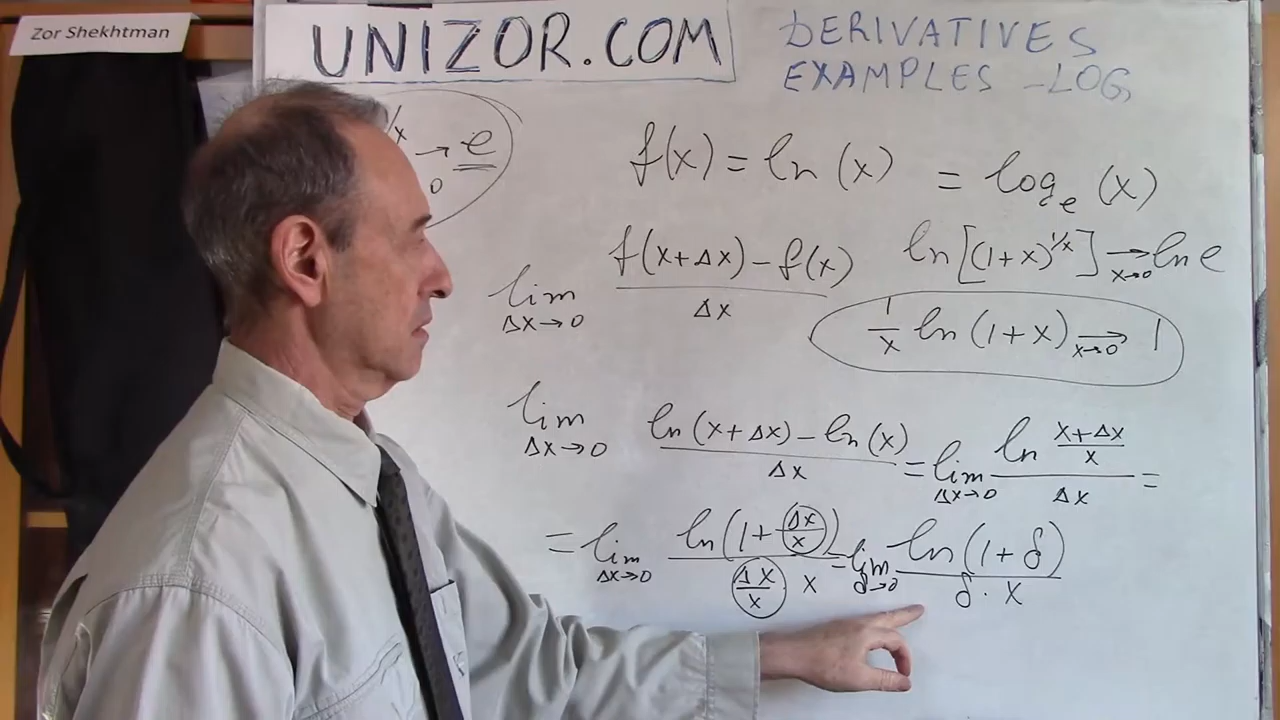 Zor Shekhtman
UNIZOR.COM
DERIVATIVES
EXAMPLES - LOG,
/x → e
0
f(x) = ln (x) = log_e (x)
lim Δx→0 f(x+Δx) - f(x) / Δx
ln [(1+x)^1/x] → x→0 ln e
1/x ln (1+x) → x→0 1
lim Δx→0 ln (x+Δx) - ln (x) / Δx = lim Δx→0 ln x+Δx/x / Δx =
= lim Δx→0 ln (1 + Δx/x) / Δx/x x = lim δ→0 ln (1+δ) / δ · x